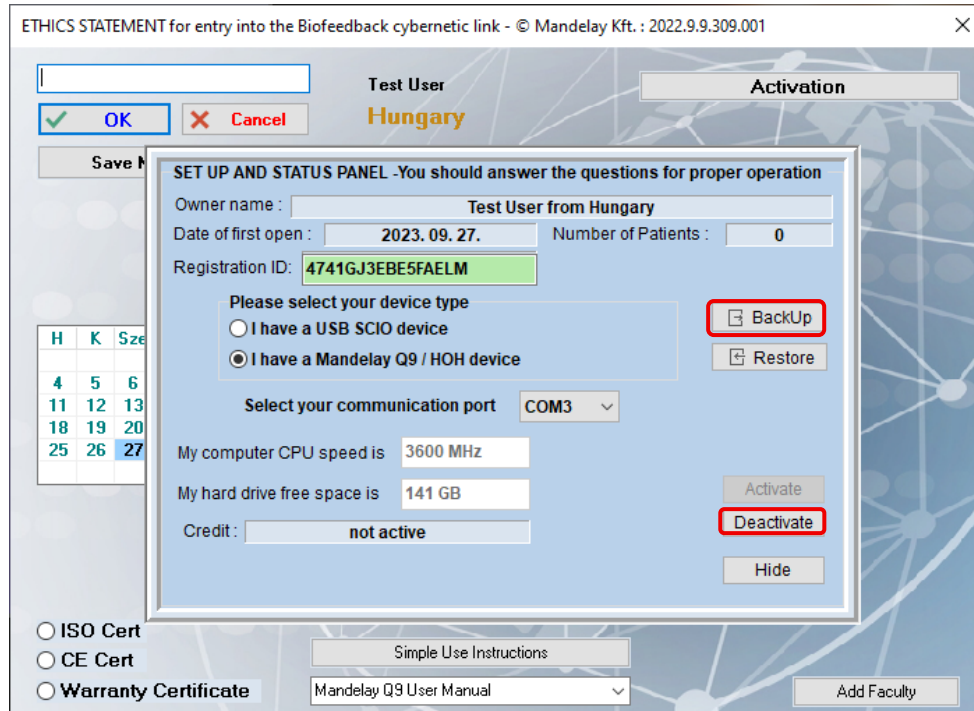 ETHICS STATEMENT for entry into the Biofeedback cybernetic link - © Mandelay Kft. : 2022.9.9.309.001
Test User
Activation
OK
Cancel
Hungary
Save
SET UP AND STATUS PANEL -You should answer the questions for proper operation
Owner name : Test User from Hungary
Date of first open : 2023. 09. 27. Number of Patients : 0
Registration ID: 4741GJ3EBE5FAELM
Please select your device type
I have a USB SCIO device
I have a Mandelay Q9 / HOH device
BackUp
Restore
Select your communication port COM3
My computer CPU speed is 3600 MHz
My hard drive free space is 141 GB
Credit : not active
Activate
Deactivate
Hide
H K Sze
4 5 6
11 12 13
18 19 20
25 26 27
ISO Cert
CE Cert
Warranty Certificate
Simple Use Instructions
Mandelay Q9 User Manual
Add Faculty